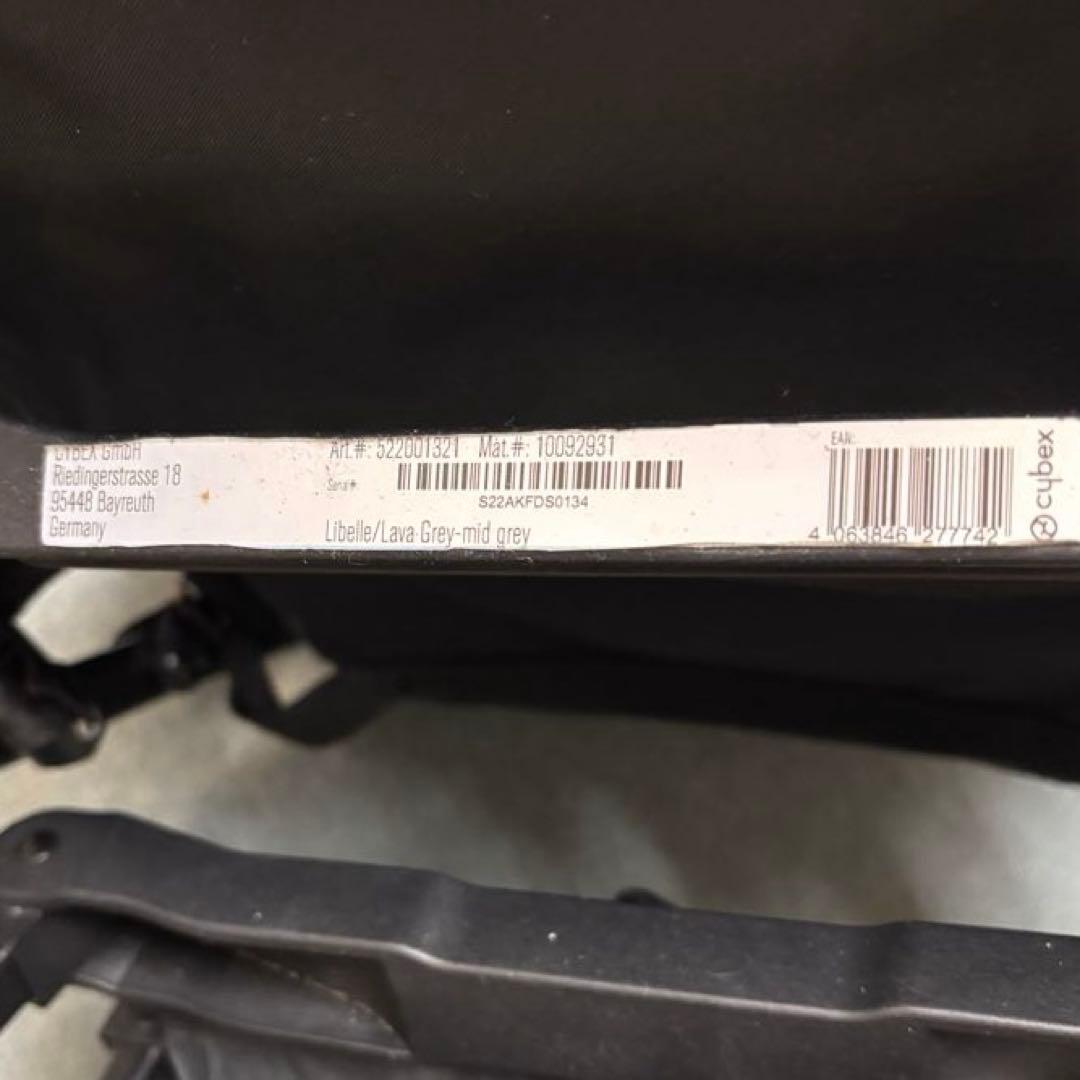 CYBEX GmbH
Riedingerstrasse 18
95448 Bayreuth
Germany
Art.#: 522001321 Mat.#: 10092931
Serial#:
S22AKFDS0134
Libelle/Lava Grey-mid grey
EAN:
4 063846 277742
cybex